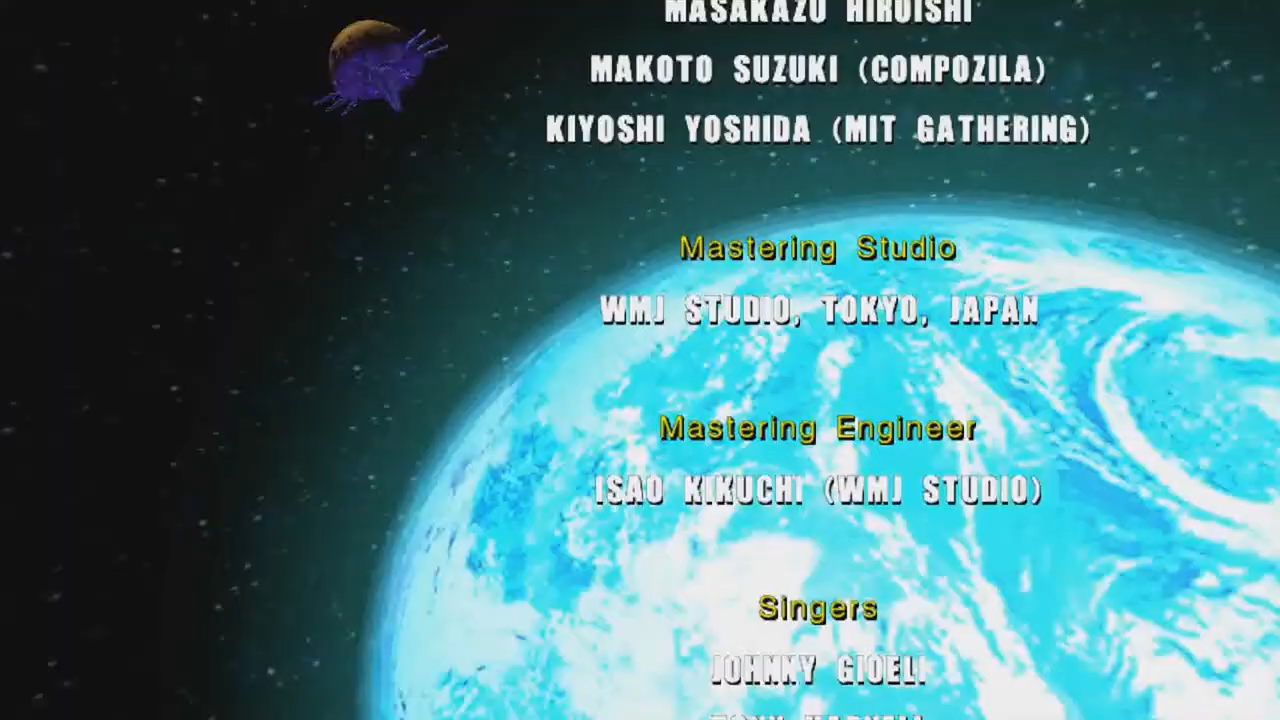 MASAKAZU HIROISHI
MAKOTO SUZUKI (COMPOZILA)
KIYOSHI YOSHIDA (MIT GATHERING)
Mastering Studio
WMJ STUDIO, TOKYO, JAPAN
Mastering Engineer
ISAO KIKUCHI (WMJ STUDIO)
Singers
JOHNNY GIOELI